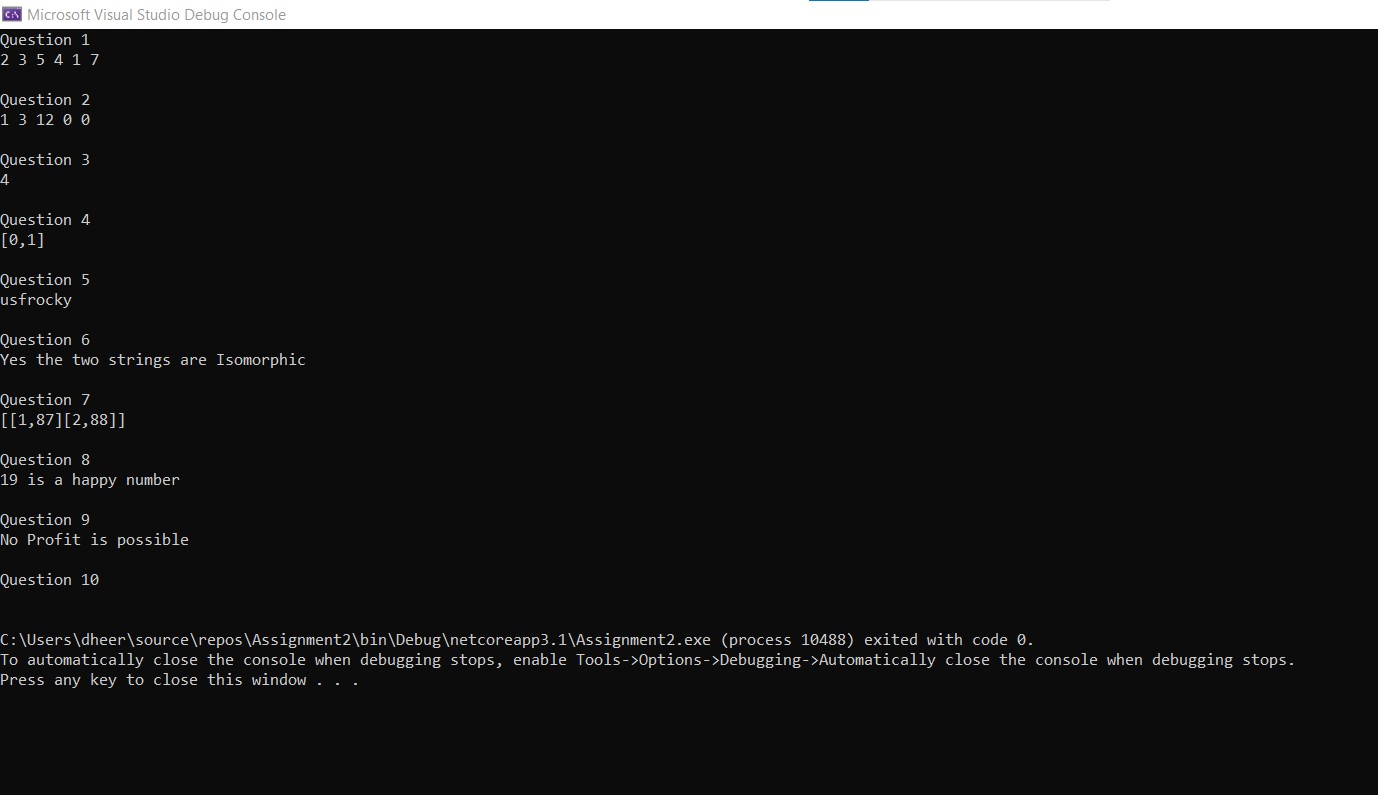 Microsoft Visual Studio Debug Console
Question 1
2 3 5 4 1 7
Question 2
1 3 12 0 0
Question 3
4
Question 4
[0,1]
Question 5
usfrocky
Question 6
Yes the two strings are Isomorphic
Question 7
[[1,87][2,88]]
Question 8
19 is a happy number
Question 9
No Profit is possible
Question 10
C:\Users\dheer\source\repos\Assignment2\bin\Debug\netcoreapp3.1\Assignment2.exe (process 10488) exited with code 0.
To automatically close the console when debugging stops, enable Tools->Options->Debugging->Automatically close the console when debugging stops.
Press any key to close this window . . .